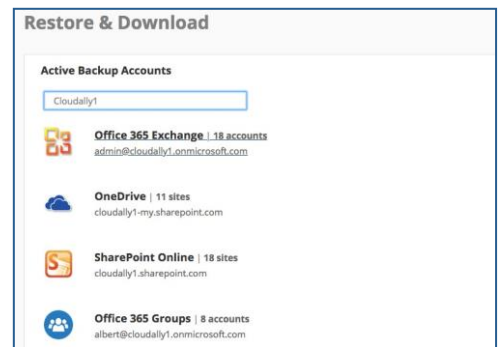 Restore & Download
Active Backup Accounts
Cloudally1
Office 365 Exchange | 18 accounts
admin@cloudally1.onmicrosoft.com
OneDrive | 11 sites
cloudally1-my.sharepoint.com
SharePoint Online | 18 sites
cloudally1.sharepoint.com
Office 365 Groups | 8 accounts
albert@cloudally1.onmicrosoft.com